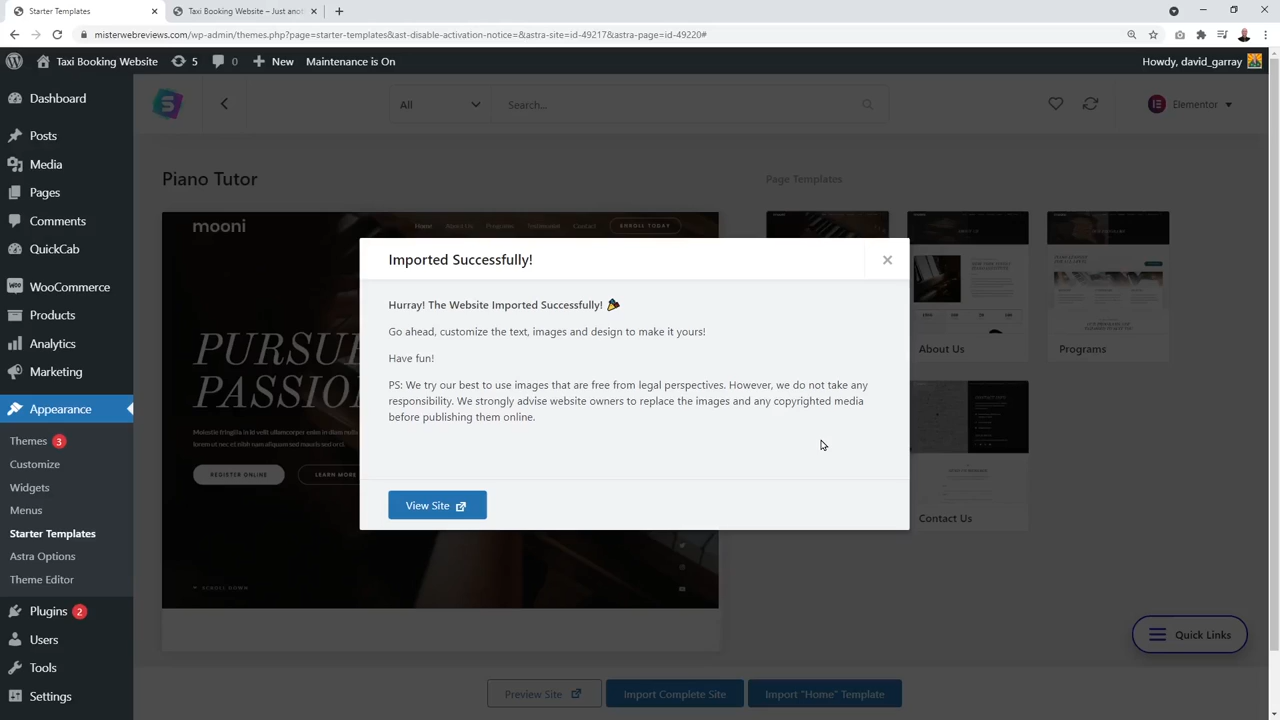 Starter Templates
Taxi Booking Website – Just anot
misterwebreviews.com/wp-admin/themes.php?page=starter-templates&ast-disable-activation-notice=&astra-site=id-49217&astra-page=id-49220#
Taxi Booking Website
5
0
New
Maintenance is On
Howdy, david_garray
Dashboard
Posts
Media
Pages
Comments
QuickCab
WooCommerce
Products
Analytics
Marketing
Appearance
Themes 3
Customize
Widgets
Menus
Starter Templates
Astra Options
Theme Editor
Plugins 2
Users
Tools
Settings
All
Search...
Elementor
Piano Tutor
Page Templates
mooni
Home About Us Programs Testimonial Contact ENROLL TODAY
PURSUE
PASSION
REGISTER ONLINE
LEARN MORE
SCROLL DOWN
Imported Successfully!
Hurray! The Website Imported Successfully!
Go ahead, customize the text, images and design to make it yours!
Have fun!
PS: We try our best to use images that are free from legal perspectives. However, we do not take any
responsibility. We strongly advise website owners to replace the images and any copyrighted media
before publishing them online.
View Site
About Us
Programs
Contact Us
Quick Links
Preview Site
Import Complete Site
Import "Home" Template